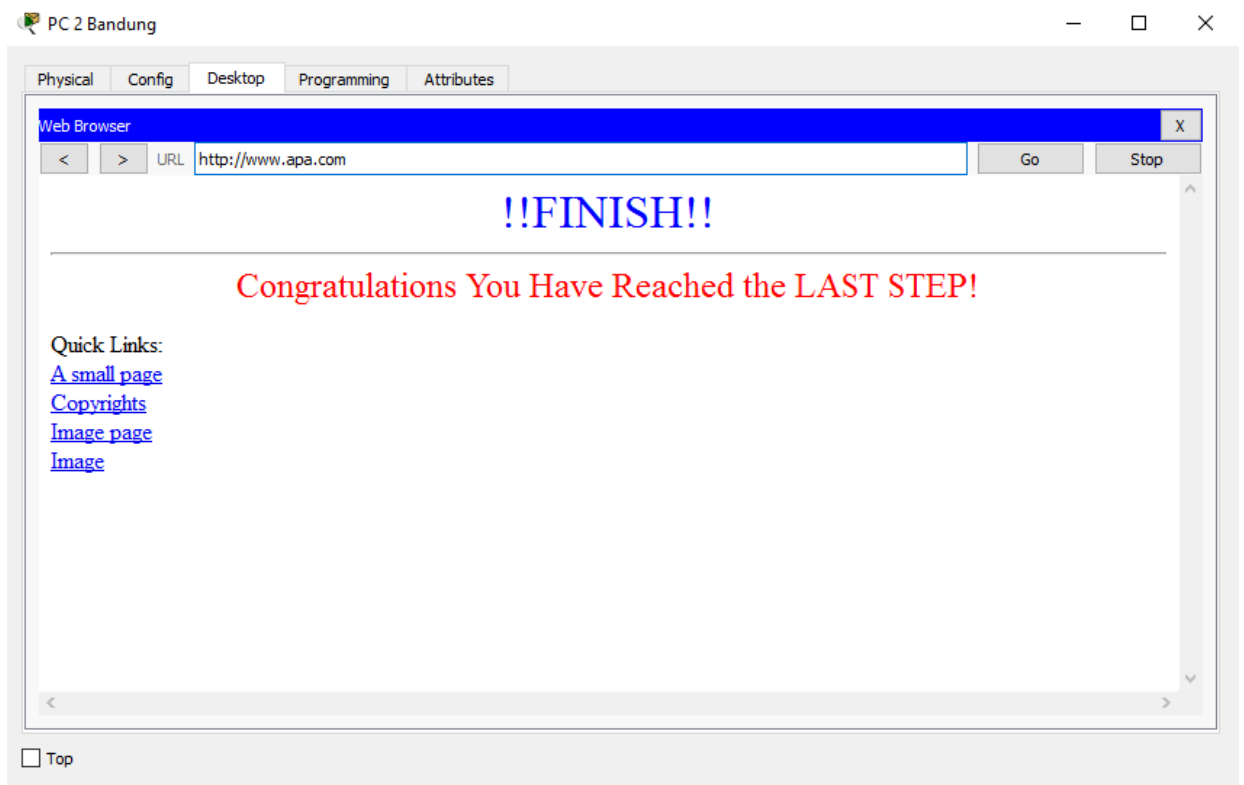 PC 2 Bandung
Physical Config Desktop Programming Attributes
Web Browser X
< > URL http://www.apa.com Go Stop
!!FINISH!!
Congratulations You Have Reached the LAST STEP!
Quick Links:
A small page
Copyrights
Image page
Image
Top